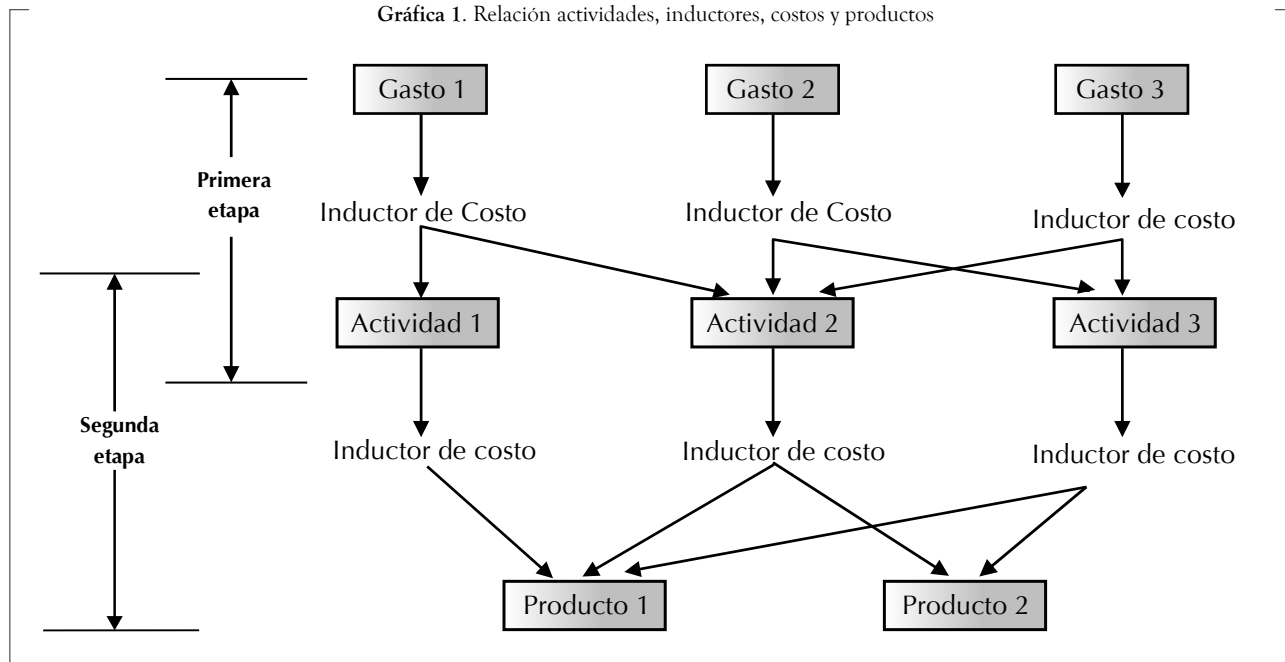 Gráfica 1. Relación actividades, inductores, costos y productos
Gasto 1
Gasto 2
Gasto 3
Primera
etapa
Inductor de Costo
Inductor de Costo
Inductor de costo
Actividad 1
Actividad 2
Actividad 3
Segunda
etapa
Inductor de costo
Inductor de costo
Inductor de costo
Producto 1
Producto 2